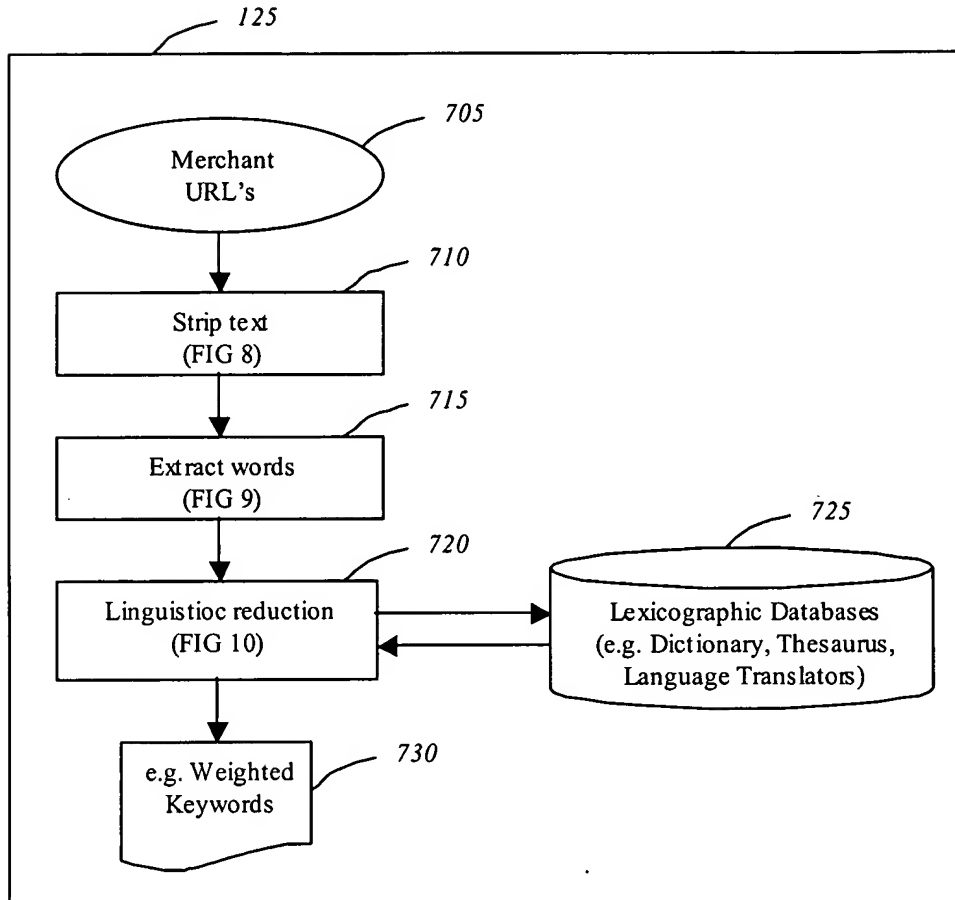 125
705
Merchant
URL's
710
Strip text
(FIG 8)
715
Extract words
(FIG 9)
720
Linguistioc reduction
(FIG 10)
725
Lexicographic Databases
(e.g. Dictionary, Thesaurus,
Language Translators)
730
e.g. Weighted
Keywords